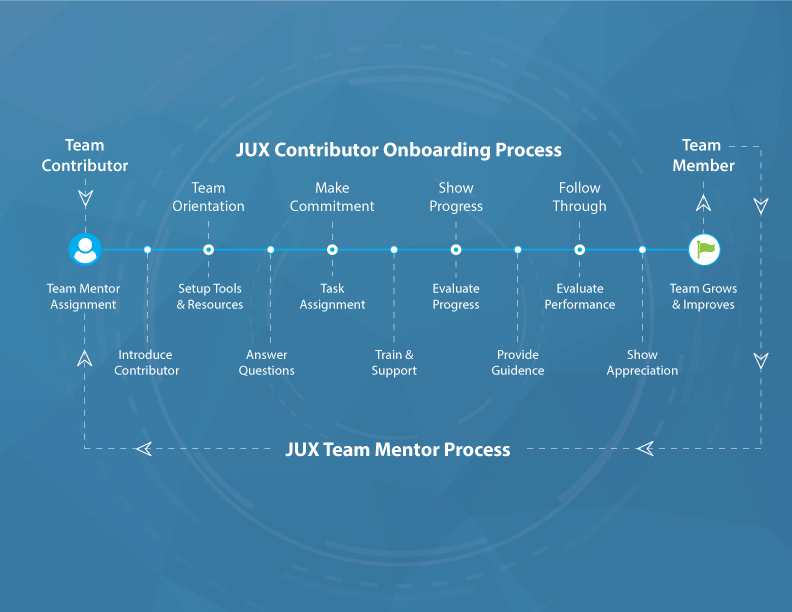 JUX Contributor Onboarding Process
Team
Contributor
Team
Orientation
Make
Commitment
Show
Progress
Follow
Through
Team
Member
Team Mentor
Assignment
Setup Tools
& Resources
Task
Assignment
Evaluate
Progress
Evaluate
Performance
Team Grows
& Improves
Introduce
Contributor
Answer
Questions
Train &
Support
Provide
Guidence
Show
Appreciation
JUX Team Mentor Process